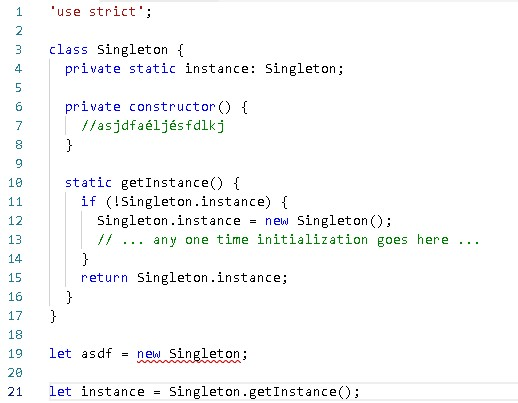 1 'use strict';
2
3 class Singleton {
4 private static instance: Singleton;
5
6 private constructor() {
7 //asjdfaéljésfdlkj
8 }
9
10 static getInstance() {
11 if (!Singleton.instance) {
12 Singleton.instance = new Singleton();
13 // ... any one time initialization goes here ...
14 }
15 return Singleton.instance;
16 }
17 }
18
19 let asdf = new Singleton;
20
21 let instance = Singleton.getInstance();